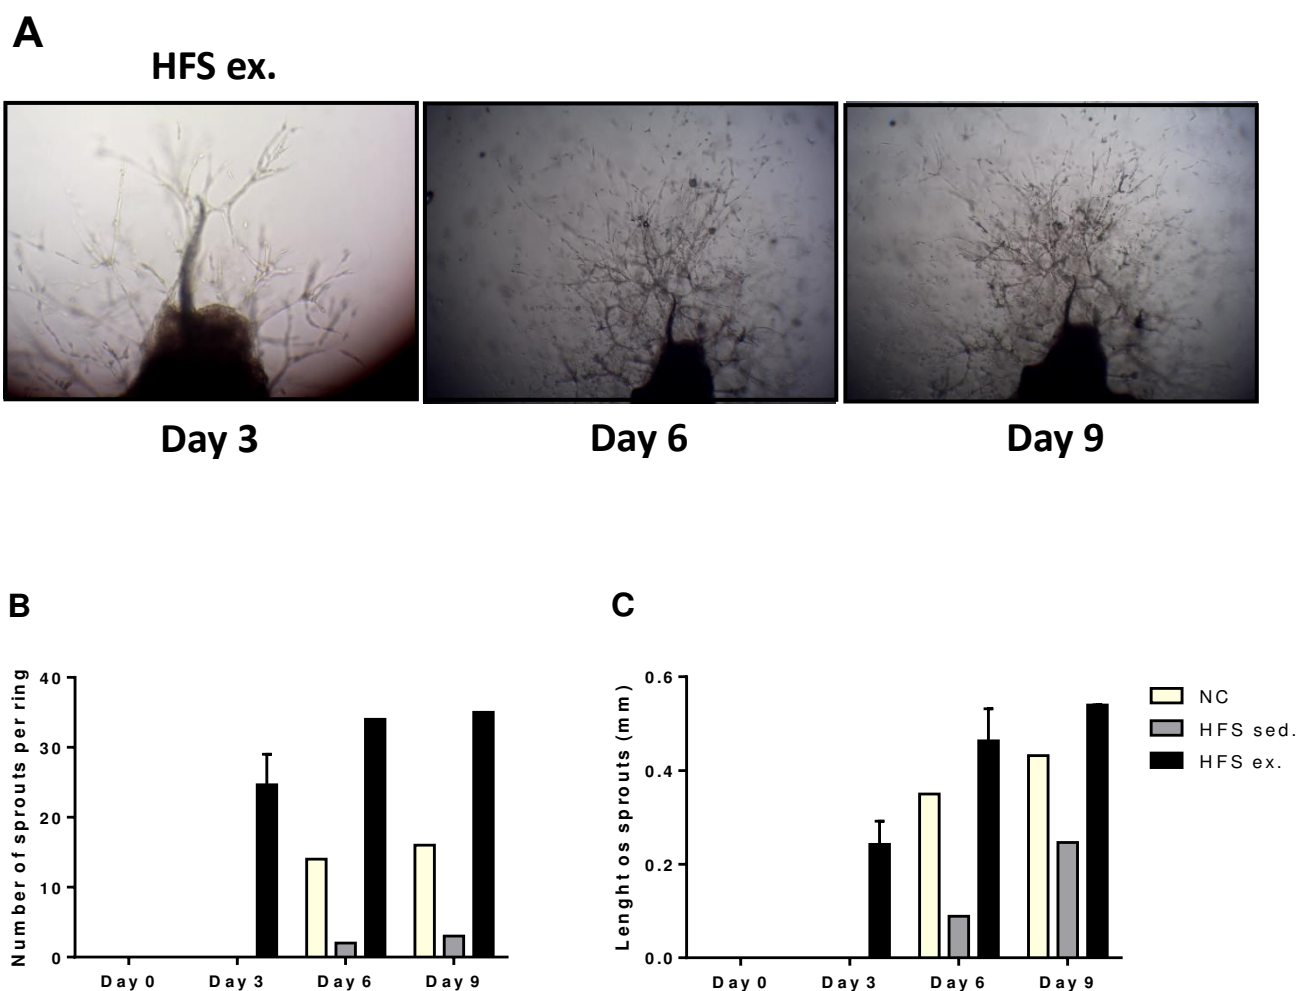 A
HFS ex.
Day 3
Day 6
Day 9
B
Number of sprouts per ring
40
30
20
10
0
Day 0
Day 3
Day 6
Day 9
C
Lenght os sprouts (mm)
0.6
0.4
0.2
0.0
Day 0
Day 3
Day 6
Day 9
NC
HFS sed.
HFS ex.